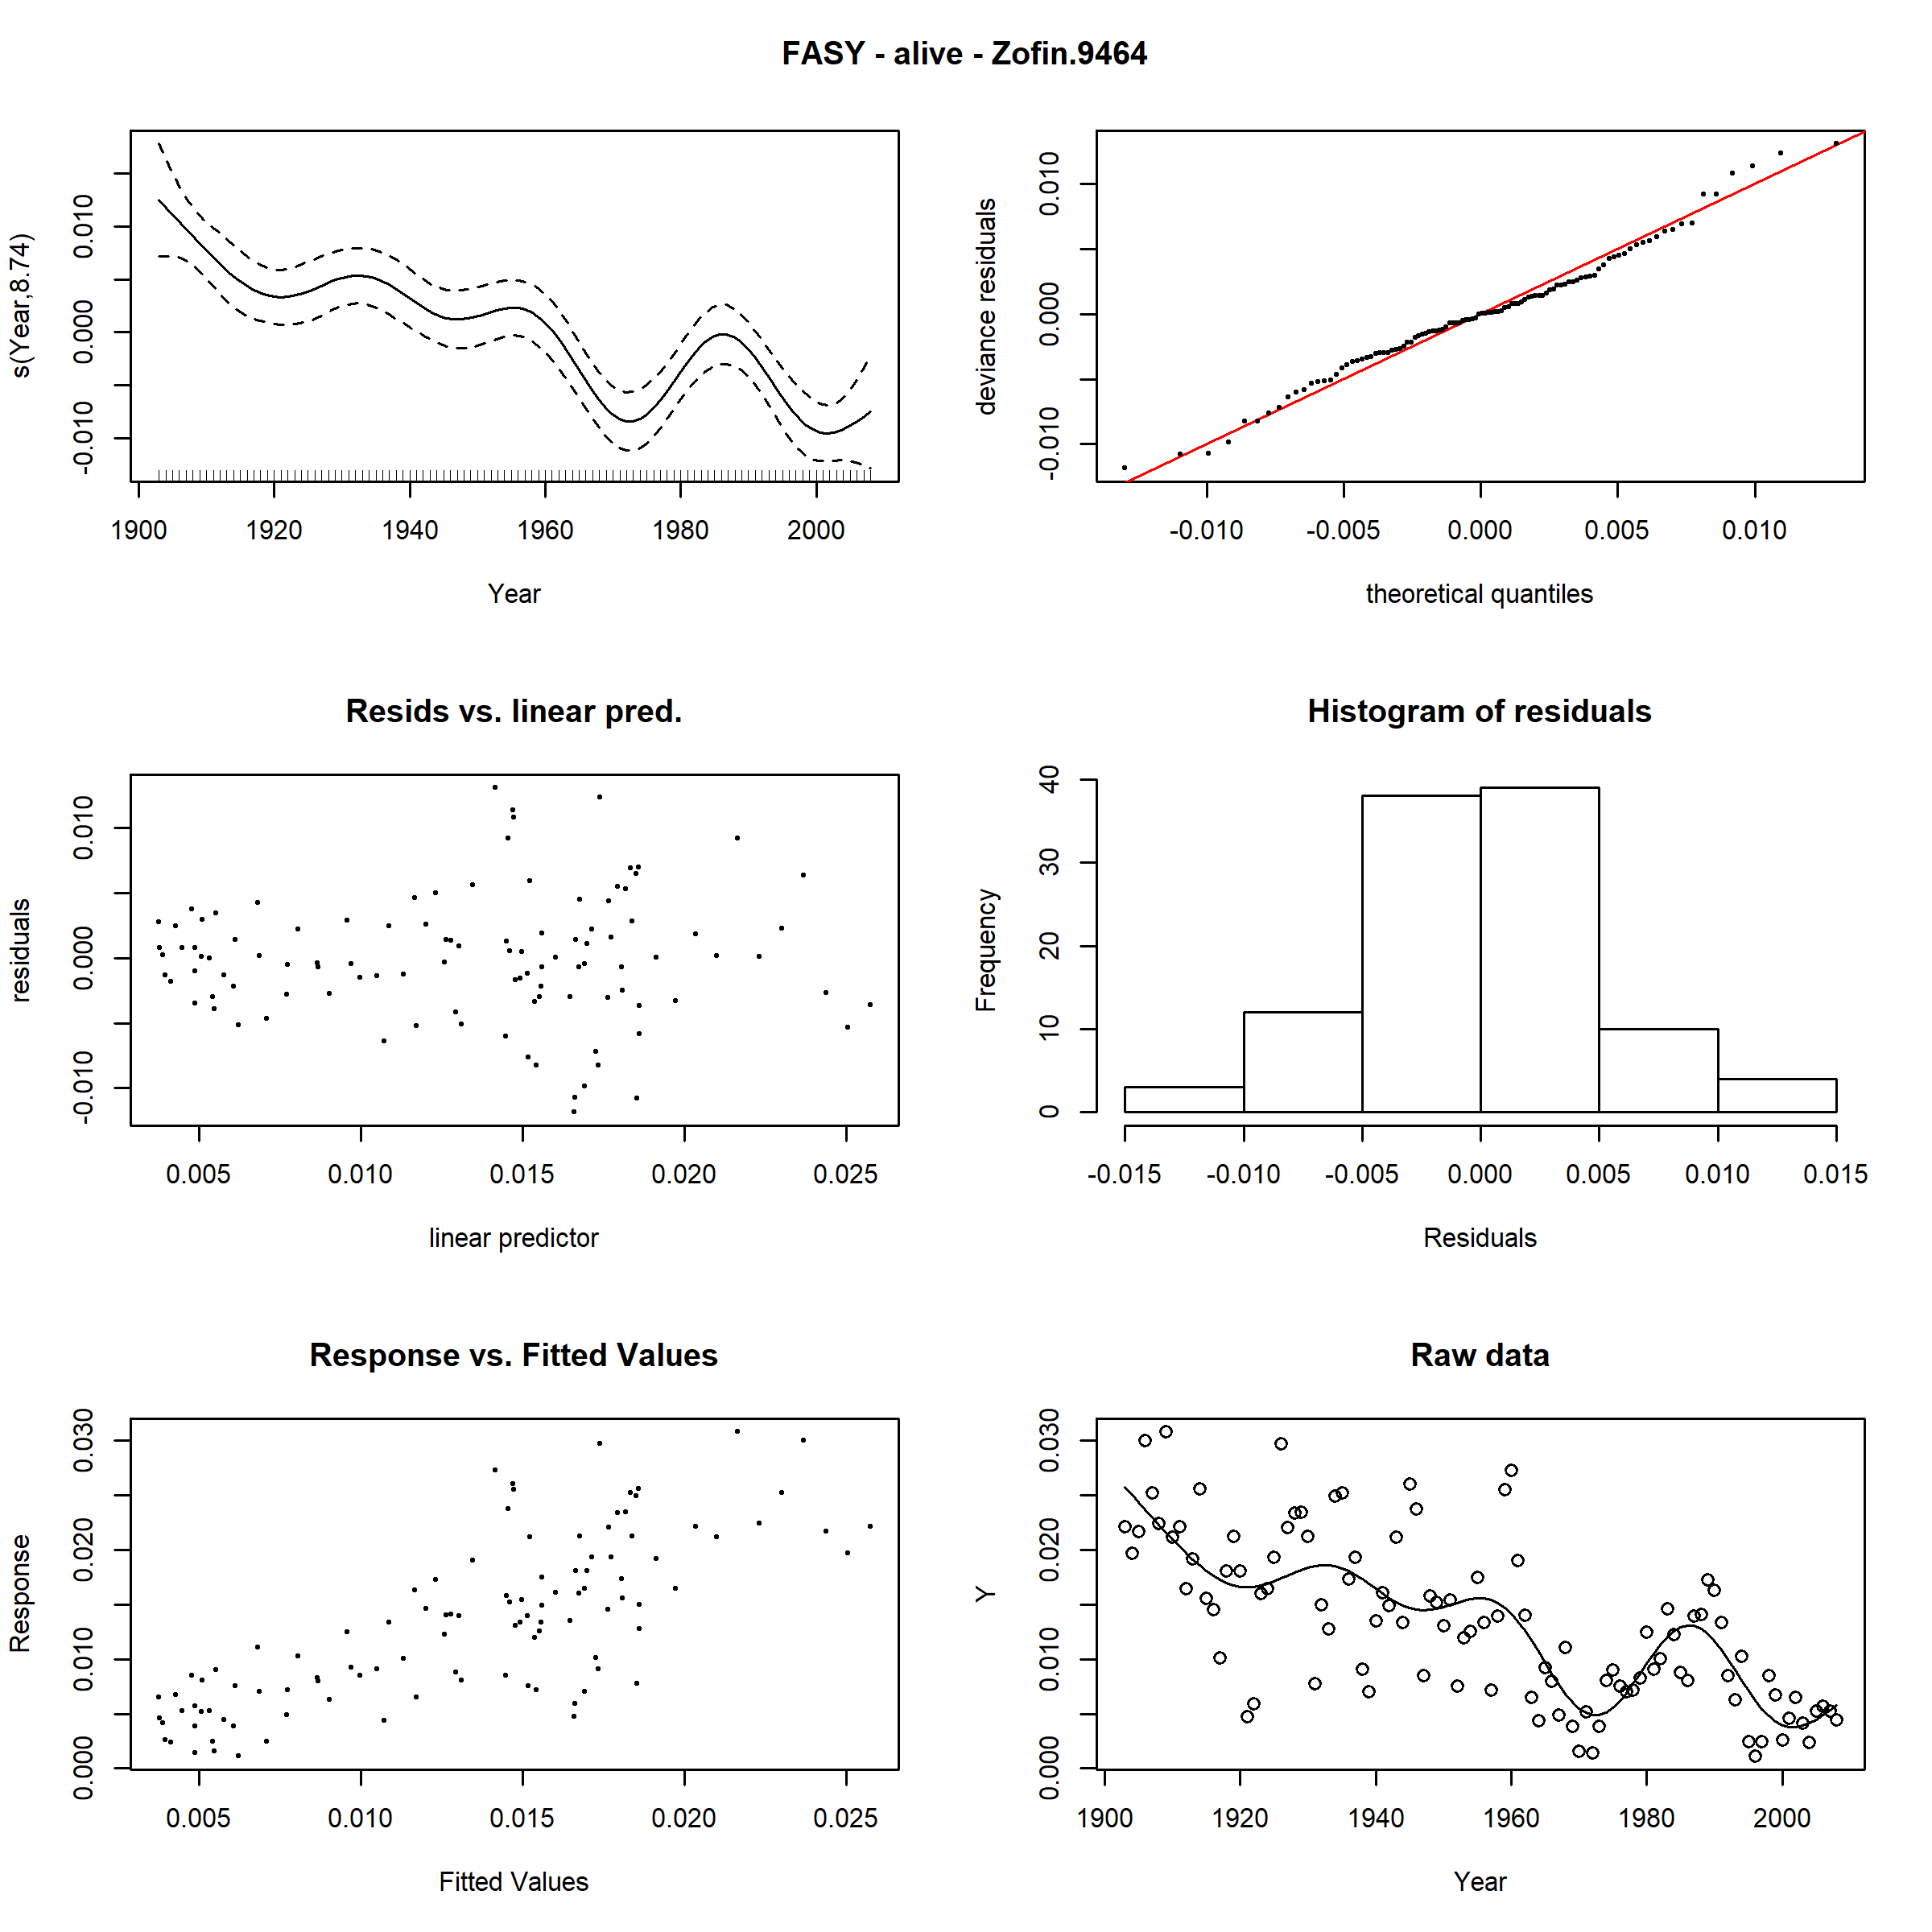 FASY - alive - Zofin.9464
s(Year,8.74)
-0.010 0.000 0.010
1900 1920 1940 1960 1980 2000
Year
deviance residuals
-0.010 0.000 0.010
-0.010 -0.005 0.000 0.005 0.010
theoretical quantiles
Resids vs. linear pred.
residuals
-0.010 0.000 0.010
0.005 0.010 0.015 0.020 0.025
linear predictor
Histogram of residuals
Frequency
0 10 20 30 40
-0.015 -0.010 -0.005 0.000 0.005 0.010 0.015
Residuals
Response vs. Fitted Values
Response
0.000 0.010 0.020 0.030
0.005 0.010 0.015 0.020 0.025
Fitted Values
Raw data
Y
0.000 0.010 0.020 0.030
1900 1920 1940 1960 1980 2000
Year